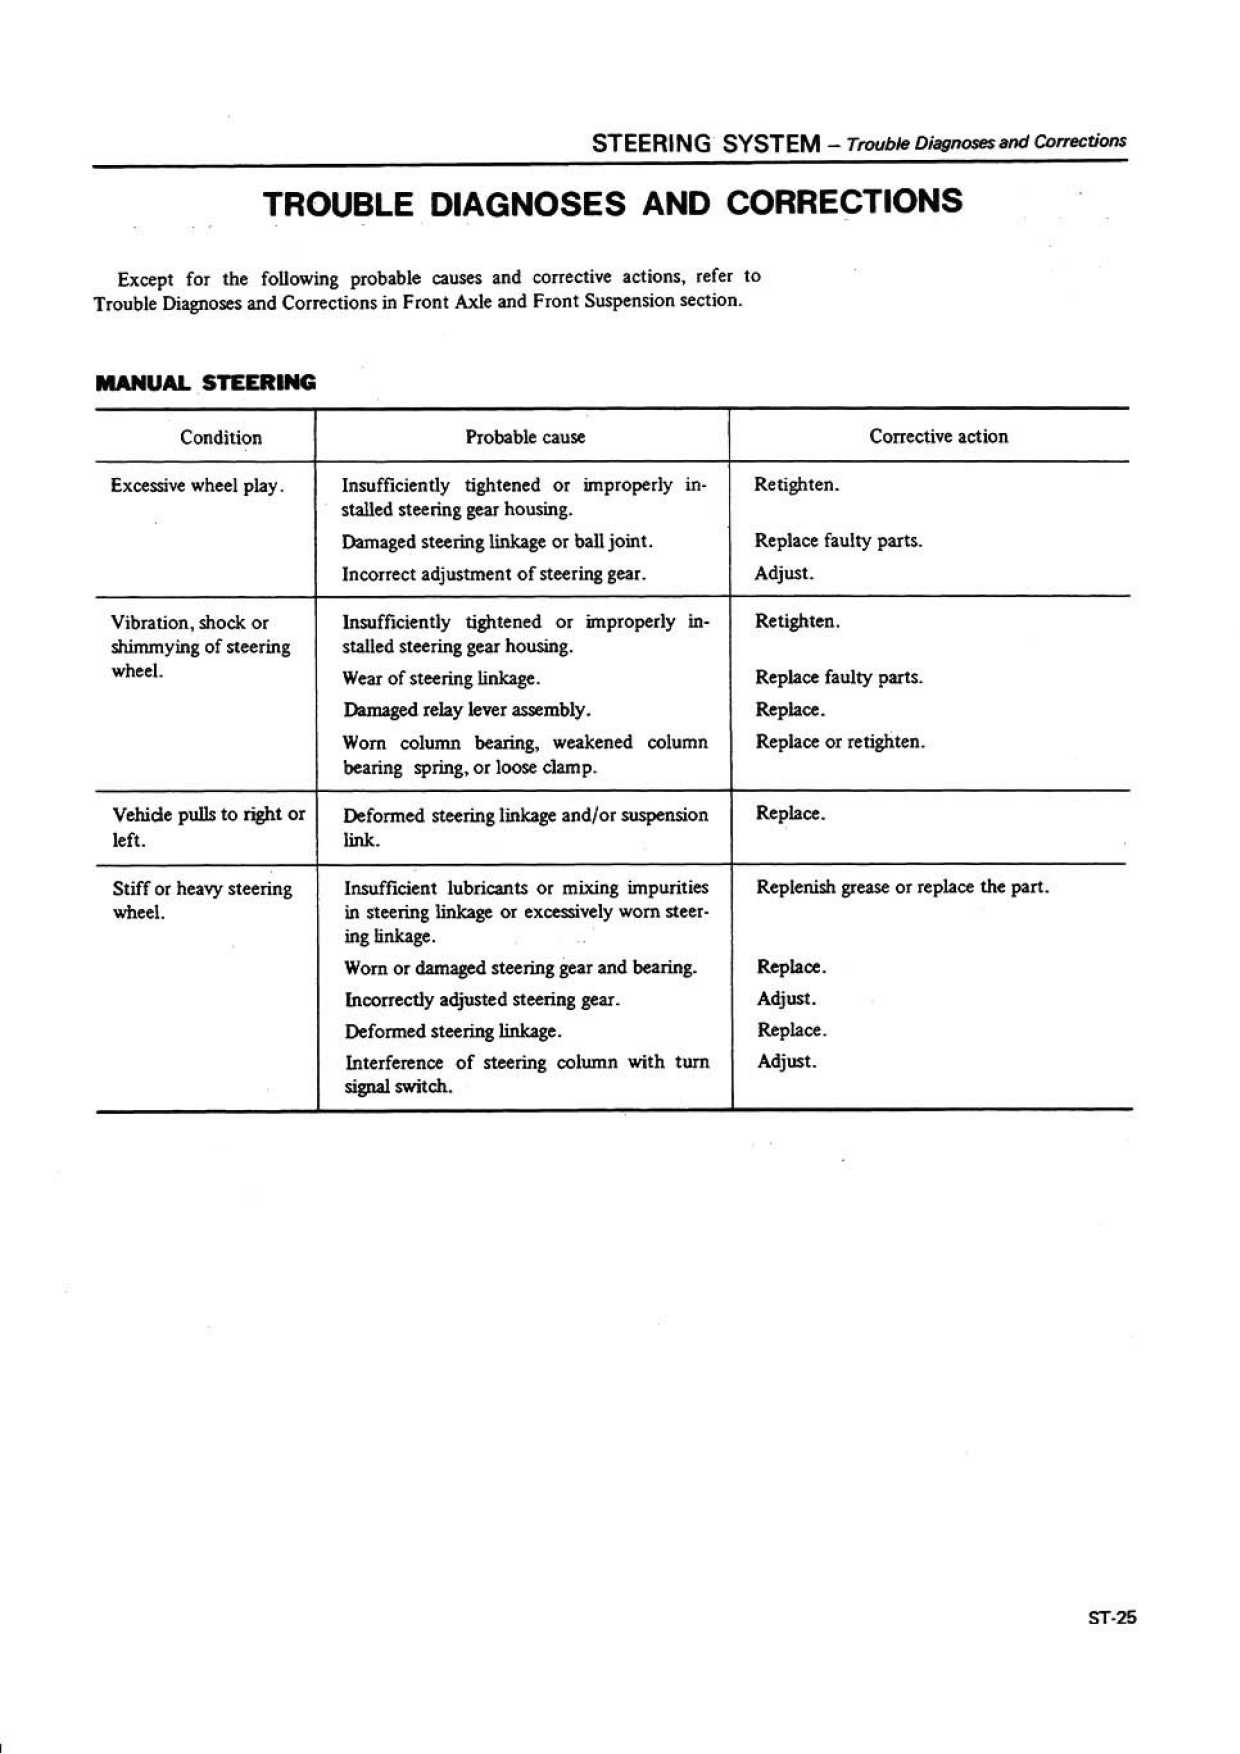 STEERING SYSTEM – Trouble Diagnoses and Corrections
TROUBLE DIAGNOSES AND CORRECTIONS
Except for the following probable causes and corrective actions, refer to
Trouble Diagnoses and Corrections in Front Axle and Front Suspension section.
MANUAL STEERING
Condition
Probable cause
Corrective action
Excessive wheel play.
Insufficiently tightened or improperly in-
stalled steering gear housing.
Retighten.
Damaged steering linkage or ball joint.
Replace faulty parts.
Incorrect adjustment of steering gear.
Adjust.
Vibration, shock or
shimmying of steering
wheel.
Insufficiently tightened or improperly in-
stalled steering gear housing.
Retighten.
Wear of steering linkage.
Replace faulty parts.
Damaged relay lever assembly.
Replace.
Worn column bearing, weakened column
bearing spring, or loose clamp.
Replace or retighten.
Vehicle pulls to right or
left.
Deformed steering linkage and/or suspension
link.
Replace.
Stiff or heavy steering
wheel.
Insufficient lubricants or mixing impurities
in steering linkage or excessively worn steer-
ing linkage.
Replenish grease or replace the part.
Worn or damaged steering gear and bearing.
Replace.
Incorrectly adjusted steering gear.
Adjust.
Deformed steering linkage.
Replace.
Interference of steering column with turn
signal switch.
Adjust.
ST-25